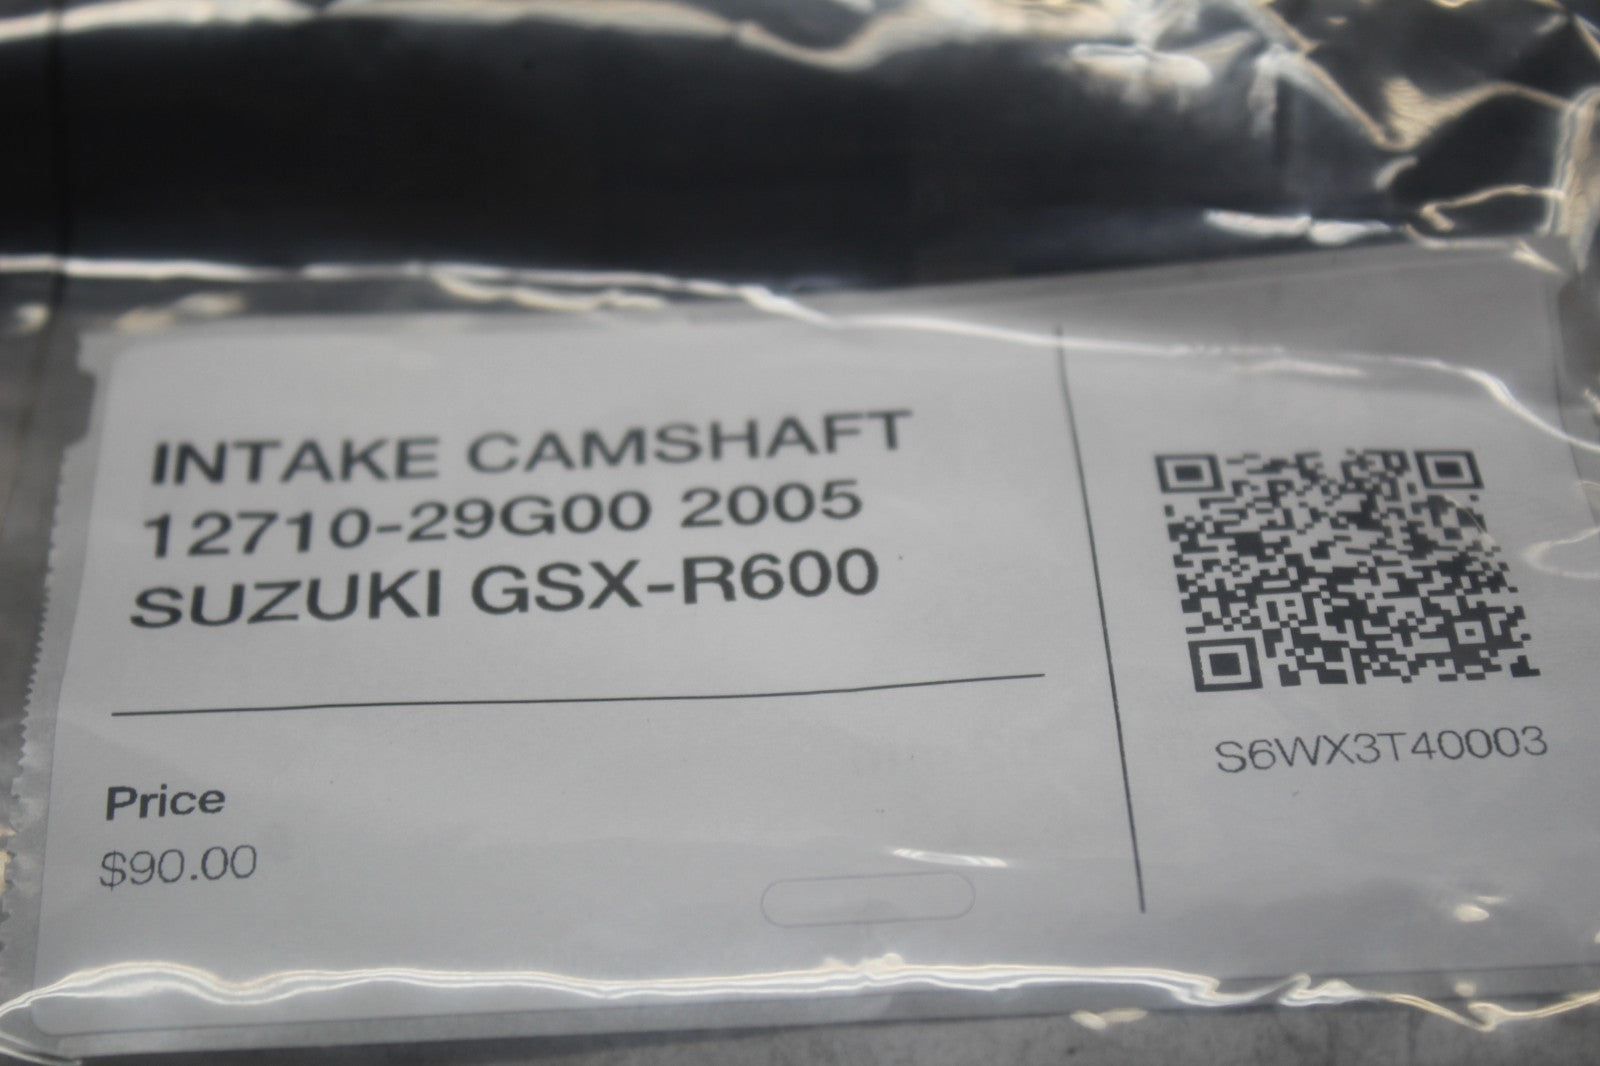 INTAKE CAMSHAFT
12710-29G00 2005
SUZUKI GSX-R600
Price
$90.00
S6WX3T40003